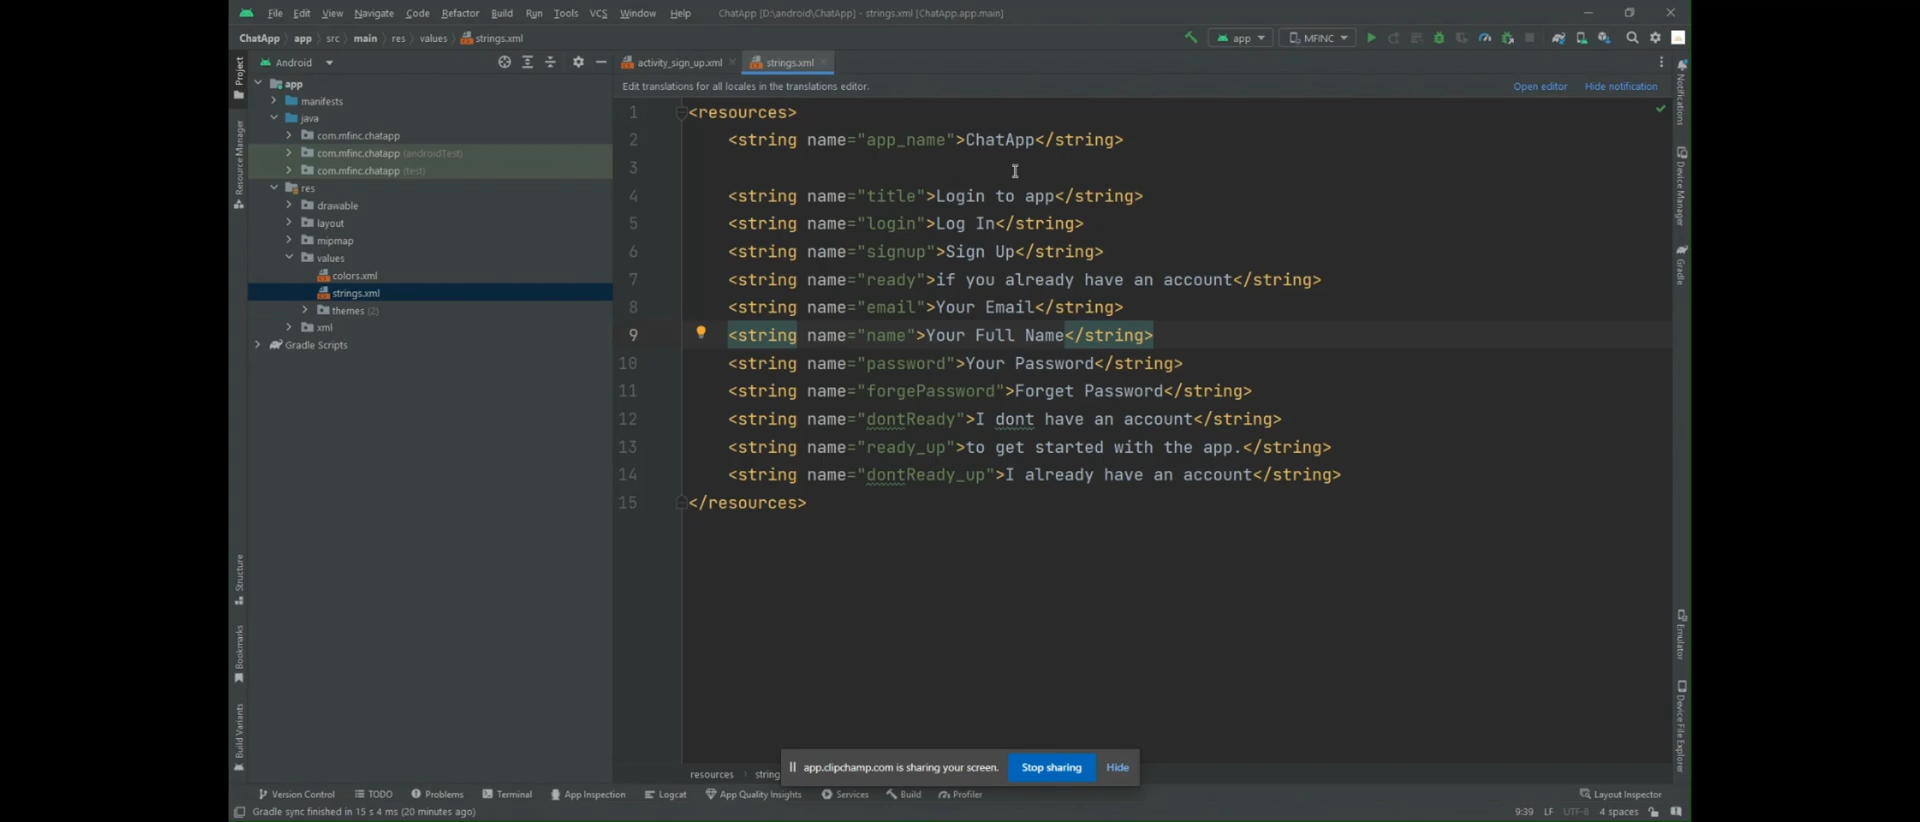 File Edit View Navigate Code Refactor Build Run Tools VCS Window Help ChatApp [D:\android\ChatApp] - strings.xml [ChatApp.app.main]
ChatApp app src main res values strings.xml app MFINC
Project
Android
activity_sign_up.xml strings.xml
Edit translations for all locales in the translations editor. Open editor Hide notification
app
manifests
java
com.mfinc.chatapp
com.mfinc.chatapp (androidTest)
com.mfinc.chatapp (test)
res
drawable
layout
mipmap
values
colors.xml
strings.xml
themes (2)
xml
Gradle Scripts
1 <resources>
2 <string name="app_name">ChatApp</string>
3
4 <string name="title">Login to app</string>
5 <string name="login">Log In</string>
6 <string name="signup">Sign Up</string>
7 <string name="ready">if you already have an account</string>
8 <string name="email">Your Email</string>
9 <string name="name">Your Full Name</string>
10 <string name="password">Your Password</string>
11 <string name="forgePassword">Forget Password</string>
12 <string name="dontReady">I dont have an account</string>
13 <string name="ready_up">to get started with the app.</string>
14 <string name="dontReady_up">I already have an account</string>
15 </resources>
Resource Manager
Structure
Bookmarks
Build Variants
Notifications
Device Manager
Gradle
Emulator
Device File Explorer
app.clipchamp.com is sharing your screen. Stop sharing Hide
resources string
Version Control TODO Problems Terminal App Inspection Logcat App Quality Insights Services Build Profiler Layout Inspector
Gradle sync finished in 15 s 4 ms (20 minutes ago) 9:39 LF UTF-8 4 spaces